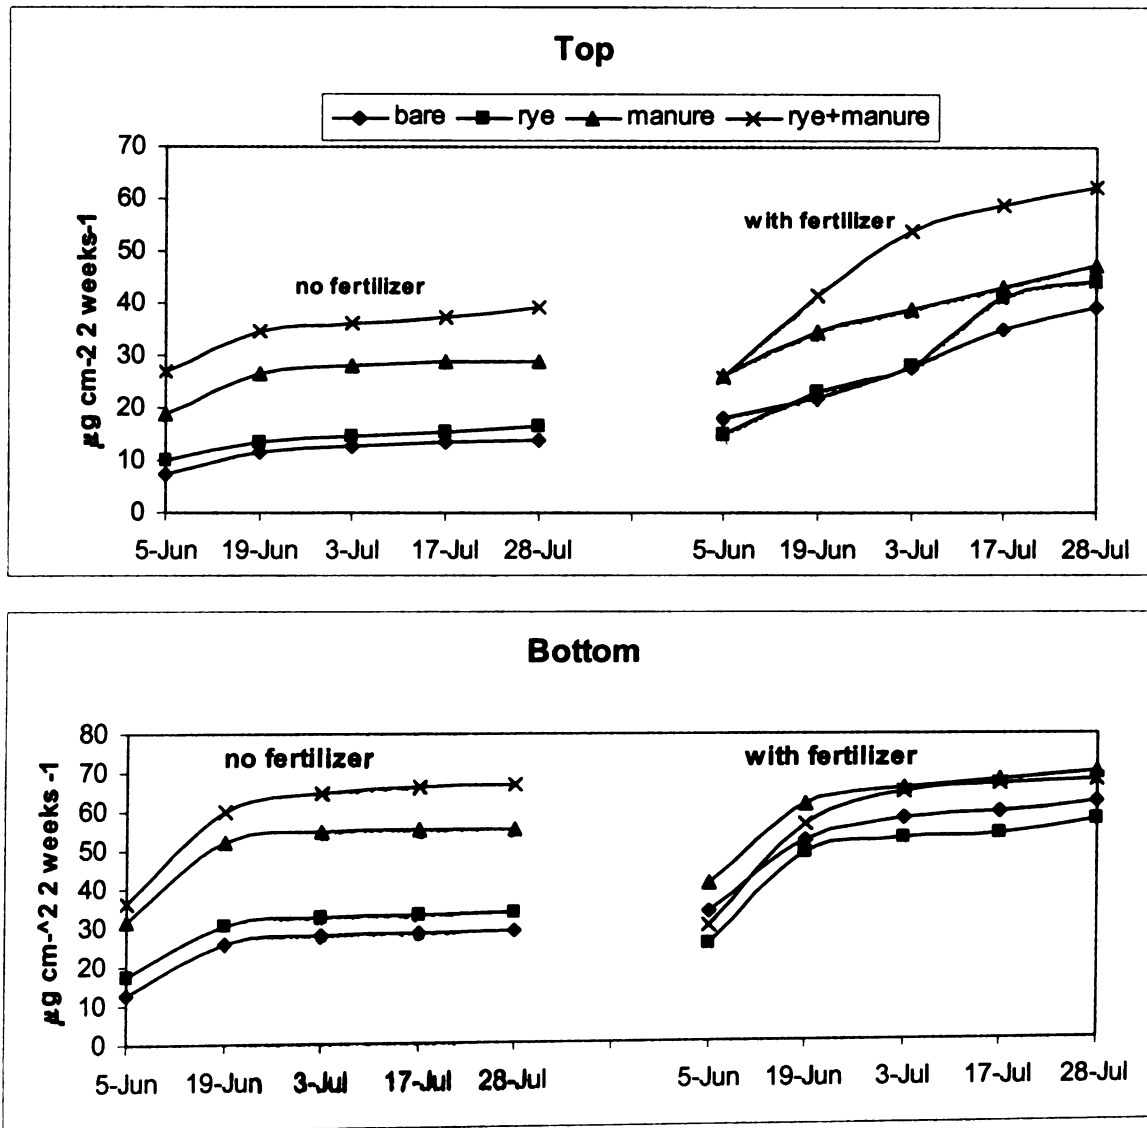 Top
bare rye manure rye+manure
70
60
50
40
30
20
10
0
µg cm-2 2 weeks-1
no fertilizer
with fertilizer
5-Jun 19-Jun 3-Jul 17-Jul 28-Jul 5-Jun 19-Jun 3-Jul 17-Jul 28-Jul
Bottom
80
70
60
50
40
30
20
10
0
µg cm-^2 2 weeks -1
no fertilizer
with fertilizer
5-Jun 19-Jun 3-Jul 17-Jul 28-Jul 5-Jun 19-Jun 3-Jul 17-Jul 28-Jul